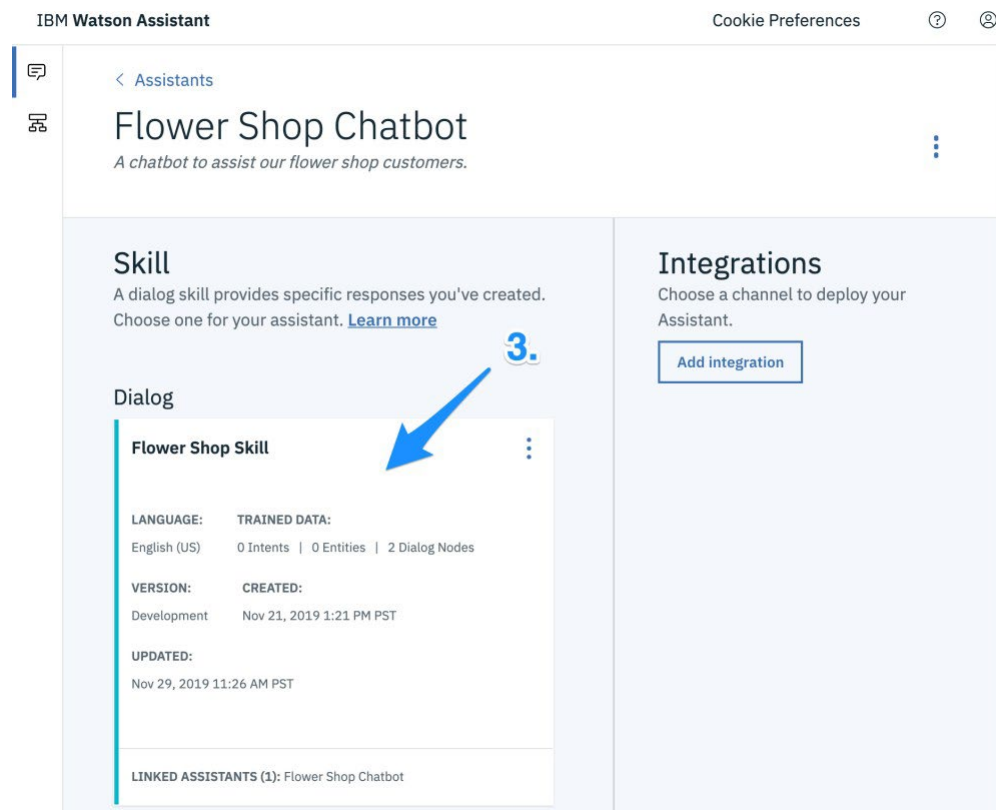 IBM Watson Assistant
Cookie Preferences
< Assistants
Flower Shop Chatbot
A chatbot to assist our flower shop customers.
Skill
A dialog skill provides specific responses you've created.
Choose one for your assistant. Learn more
3.
Dialog
Flower Shop Skill
LANGUAGE: TRAINED DATA:
English (US) 0 Intents | 0 Entities | 2 Dialog Nodes
VERSION: CREATED:
Development Nov 21, 2019 1:21 PM PST
UPDATED:
Nov 29, 2019 11:26 AM PST
LINKED ASSISTANTS (1): Flower Shop Chatbot
Integrations
Choose a channel to deploy your
Assistant.
Add integration